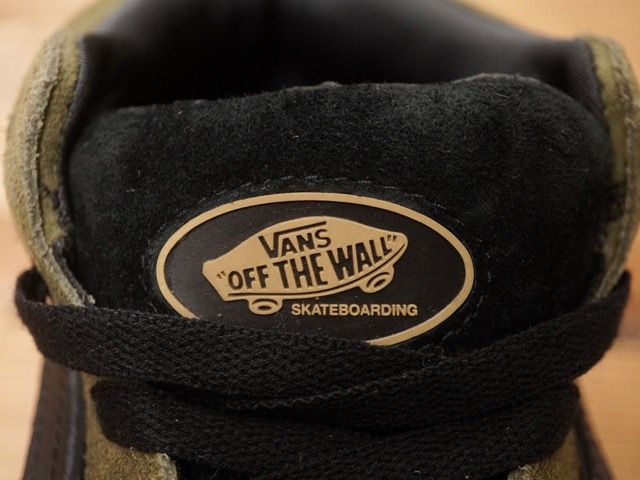 VANS
"OFF THE WALL"
SKATEBOARDING